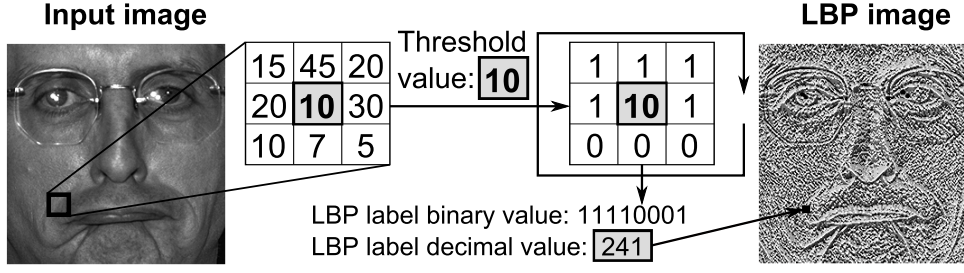 Input image
LBP image
15 45 20
20 10 30
10 7 5
Threshold
value: 10
1 1 1
1 10 1
0 0 0
LBP label binary value: 11110001
LBP label decimal value: 241